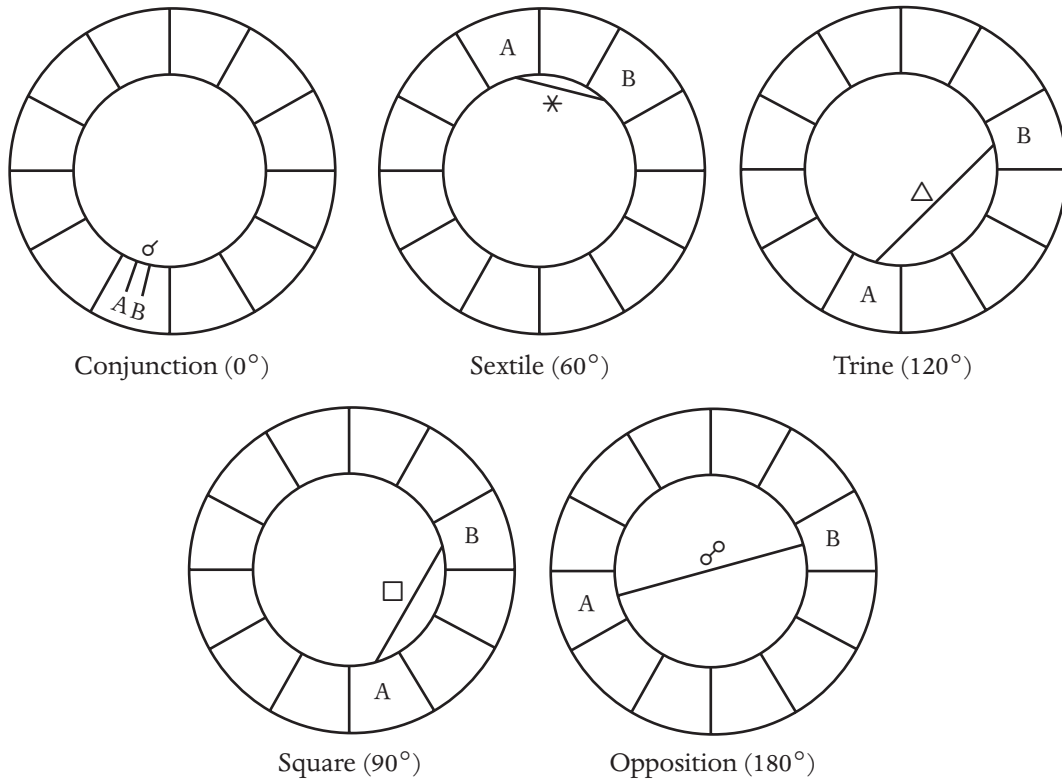 A
B
B
A
A B
Conjunction (0°)
Sextile (60°)
Trine (120°)
B
B
A
A
Square (90°)
Opposition (180°)